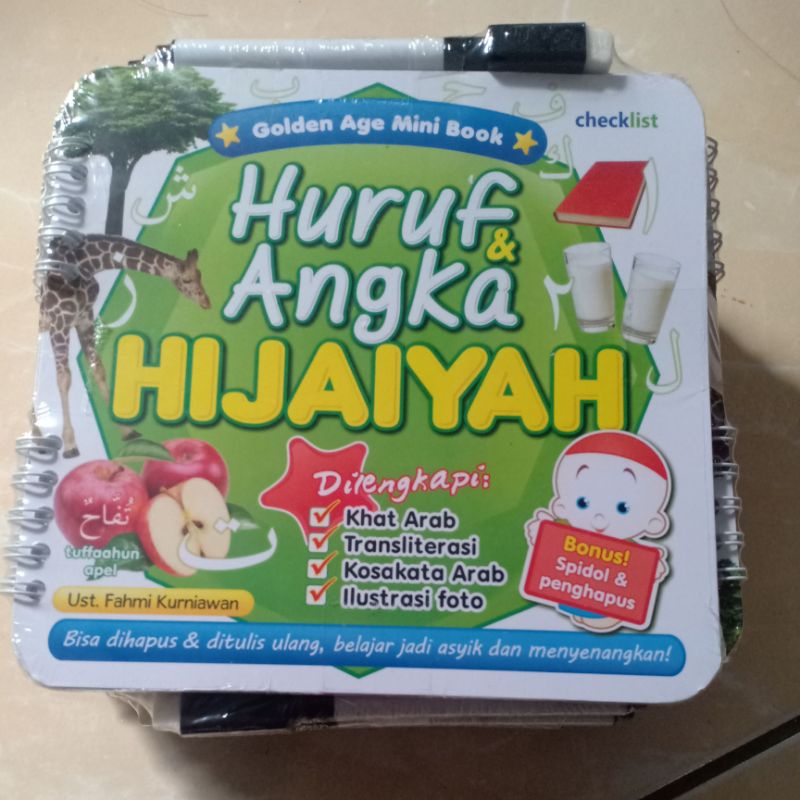 Golden Age Mini Book
checklist
Huruf
& Angka
HIJAIYAH
ب
ح
ف
ك
ش
أ
ز
٢
ل
تُفَّاحٌ
tuffaahun
apel
ت
Dilengkapi:
Khat Arab
Transliterasi
Kosakata Arab
Ilustrasi foto
Bonus!
Spidol &
penghapus
Ust. Fahmi Kurniawan
Bisa dihapus & ditulis ulang, belajar jadi asyik dan menyenangkan!